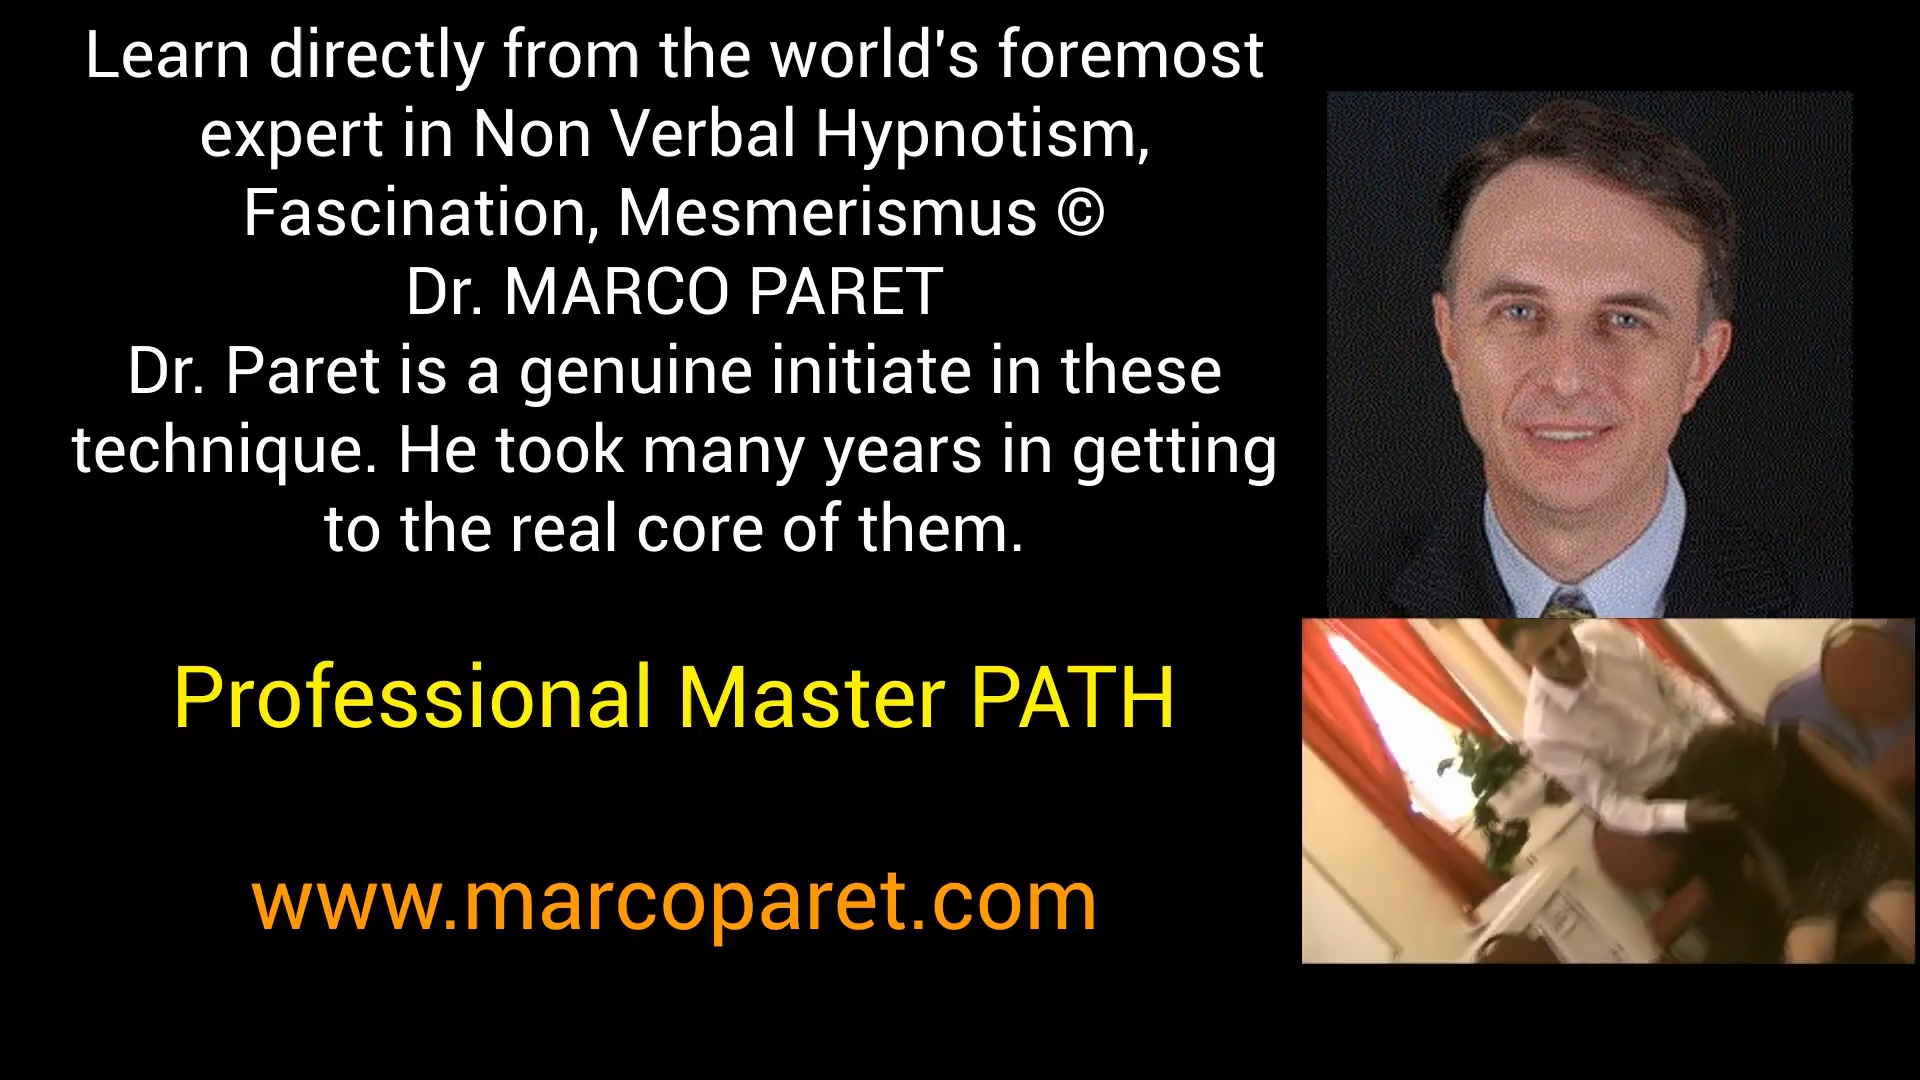 Learn directly from the world's foremost
expert in Non Verbal Hypnotism,
Fascination, Mesmerismus ©
Dr. MARCO PARET
Dr. Paret is a genuine initiate in these
technique. He took many years in getting
to the real core of them.
Professional Master PATH
www.marcoparet.com